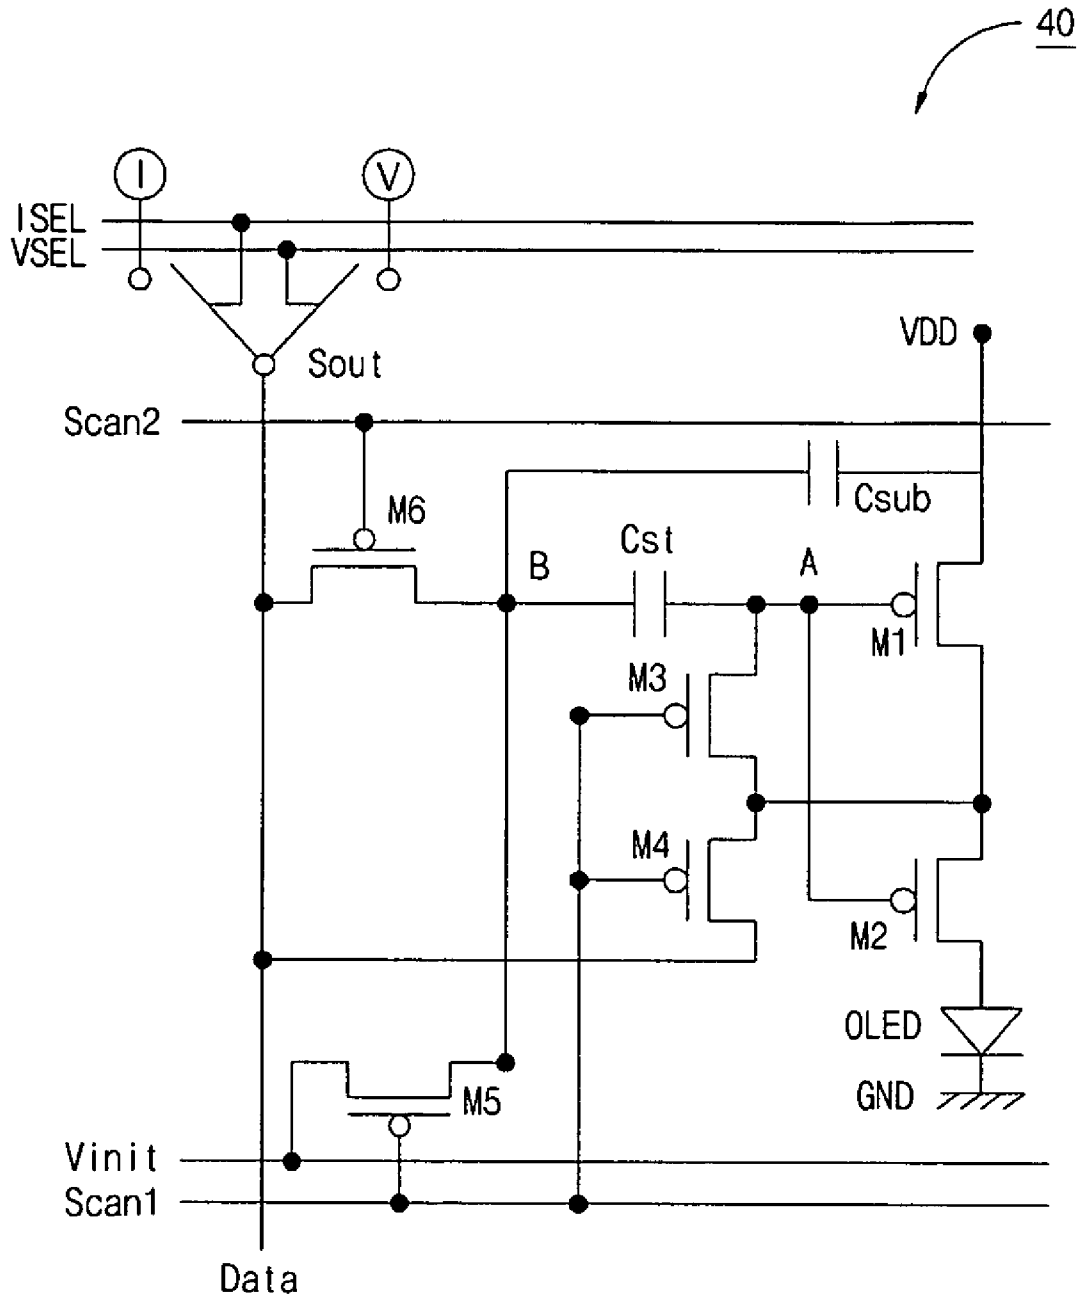 40
I
V
ISEL
VSEL
VDD
Sout
Scan2
Csub
M6
Cst
B
A
M1
M3
M4
M2
OLED
M5
GND
Vinit
Scan1
Data